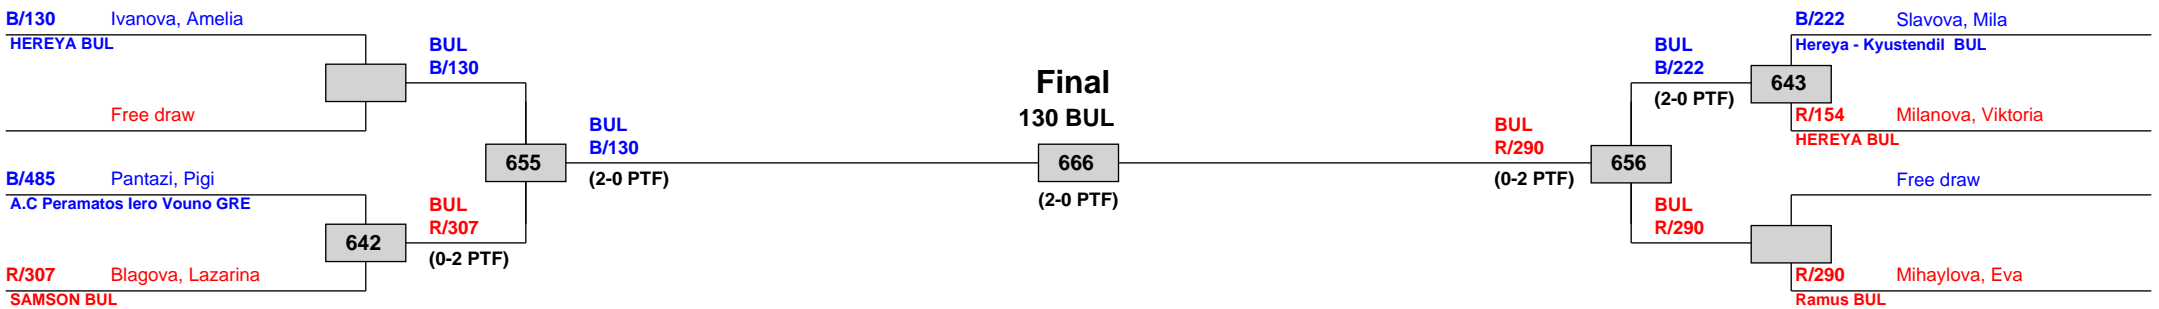 B/130 Ivanova, Amelia
HEREYA BUL
Free draw
BUL
B/130
B/485 Pantazi, Pigi
A.C Peramatos Iero Vouno GRE
642
R/307 Blagova, Lazarina
SAMSON BUL
BUL
R/307
(0-2 PTF)
655
BUL
B/130
(2-0 PTF)
Final
130 BUL
666
(2-0 PTF)
BUL
R/290
(0-2 PTF)
656
BUL
B/222
(2-0 PTF)
643
B/222 Slavova, Mila
Hereya - Kyustendil BUL
R/154 Milanova, Viktoria
HEREYA BUL
BUL
R/290
Free draw
R/290 Mihaylova, Eva
Ramus BUL